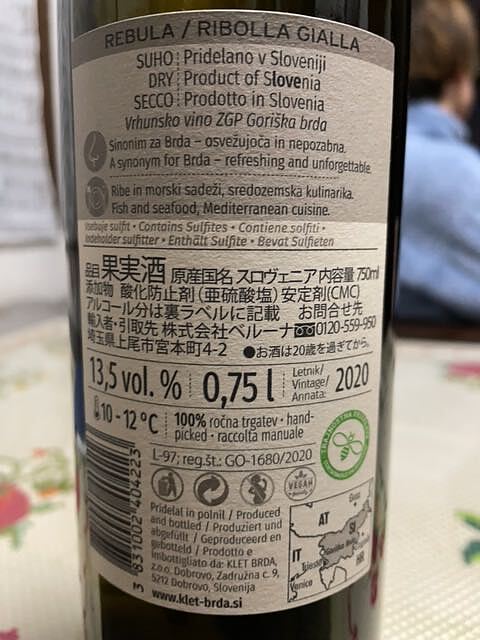 REBULA / RIBOLLA GIALLA
SUHO Pridelano v Sloveniji
DRY Product of Slovenia
SECCO Prodotto in Slovenia
Vrhunsko vino ZGP Goriška brda
Sinonim za Brda - osvežujoča in nepozabna.
A synonym for Brda - refreshing and unforgettable.
Ribe in morski sadeži, sredozemska kulinarika.
Fish and seafood, Mediterranean cuisine.
Vsebuje sulfit • Contains Sulfites • Contiene solfiti •
Indeholder sulfitter • Enthält Sulfite • Bevat Sulfieten
品目 果実酒 原産国名 スロヴェニア 内容量 750ml
添加物 酸化防止剤(亜硫酸塩)安定剤(CMC)
アルコール分は裏ラベルに記載 お問合せ先
輸入者・引取先 株式会社ベルーナ 0120-559-950
埼玉県上尾市宮本町4-2 ●お酒は20歳を過ぎてから。
13,5 vol. % 0,75 l Letnik/ Vintage/ Annata: 2020
10 - 12 °C 100% ročna trgatev • hand-
picked • raccolta manuale
L-97; reg.št.: GO-1680/2020
VEGAN
3 831002 404223
Pridelal in polnil / Produced
and bottled / Produziert und
abgefüllt / Geproduceerd en
gebotteld / Prodotto e
imbottigliato da: KLET BRDA,
z.o.o. Dobrovo, Zadružna c. 9,
5212 Dobrovo, Slovenija
www.klet-brda.si
AT
Graz
SI
IT
Goriška Brda
Trieste
HR
Venice